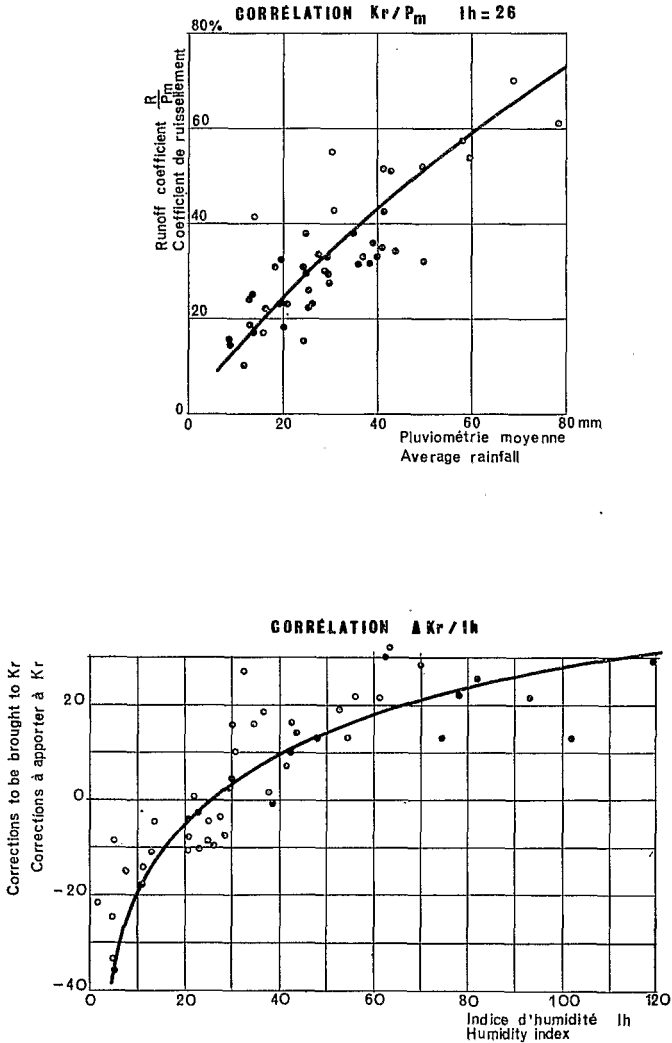 CORRÉLATION Kr/Pm Ih=26
80%
60
40
20
0
Runoff coefficient R/Pm
Coefficient de ruissellement
0 20 40 60 80 mm
Pluviométrie moyenne
Average rainfall
CORRÉLATION Δ Kr/Ih
20
0
-20
-40
Corrections to be brought to Kr
Corrections à apporter à Kr
0 20 40 60 80 100 120
Indice d'humidité Ih
Humidity index